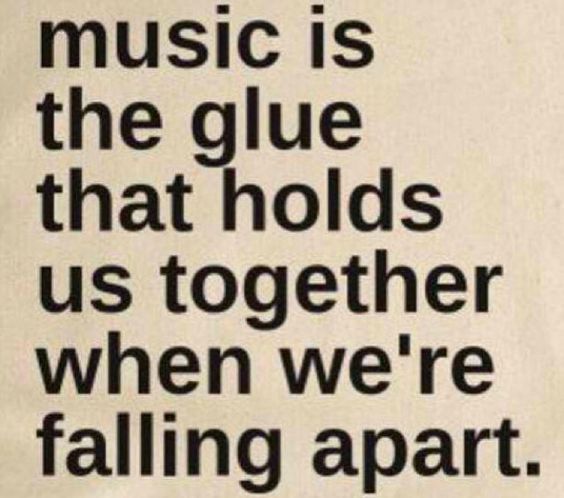 music is
the glue
that holds
us together
when we're
falling apart.